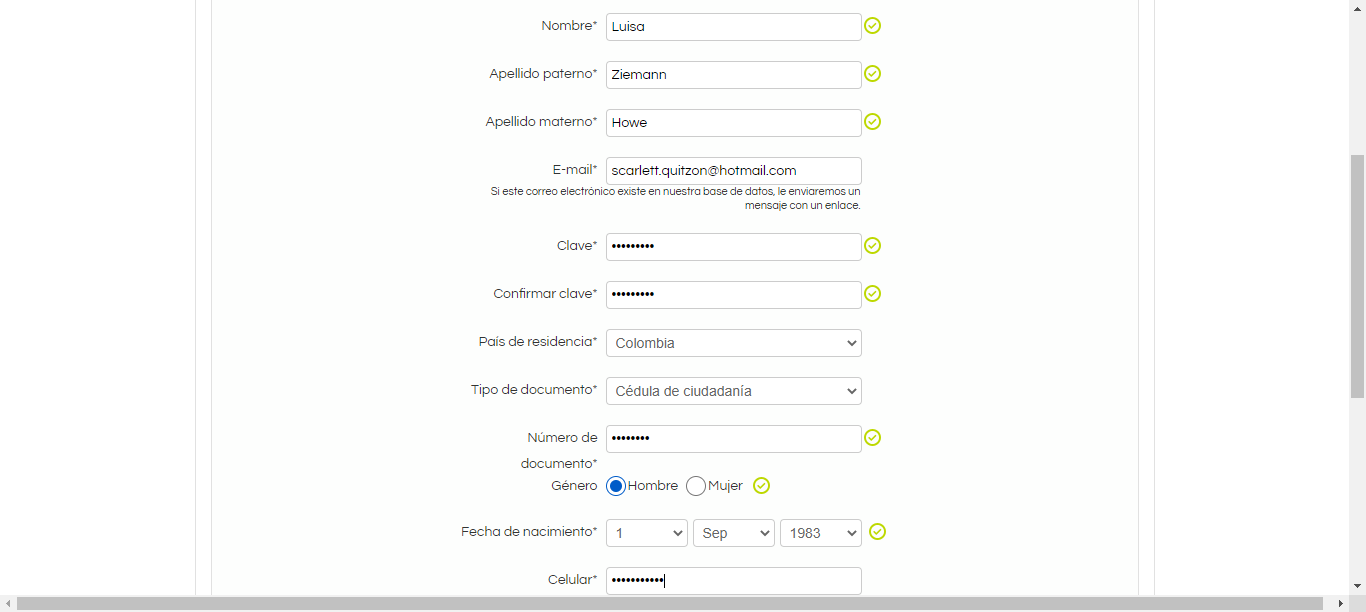 Nombre* Luisa
Apellido paterno* Ziemann
Apellido materno* Howe
E-mail* scarlett.quitzon@hotmail.com
Si este correo electrónico existe en nuestra base de datos, le enviaremos un
mensaje con un enlace.
Clave* •••••••••
Confirmar clave* •••••••••
País de residencia* Colombia
Tipo de documento* Cédula de ciudadanía
Número de ••••••••
documento*
Género Hombre Mujer
Fecha de nacimiento* 1 Sep 1983
Celular* •••••••••••